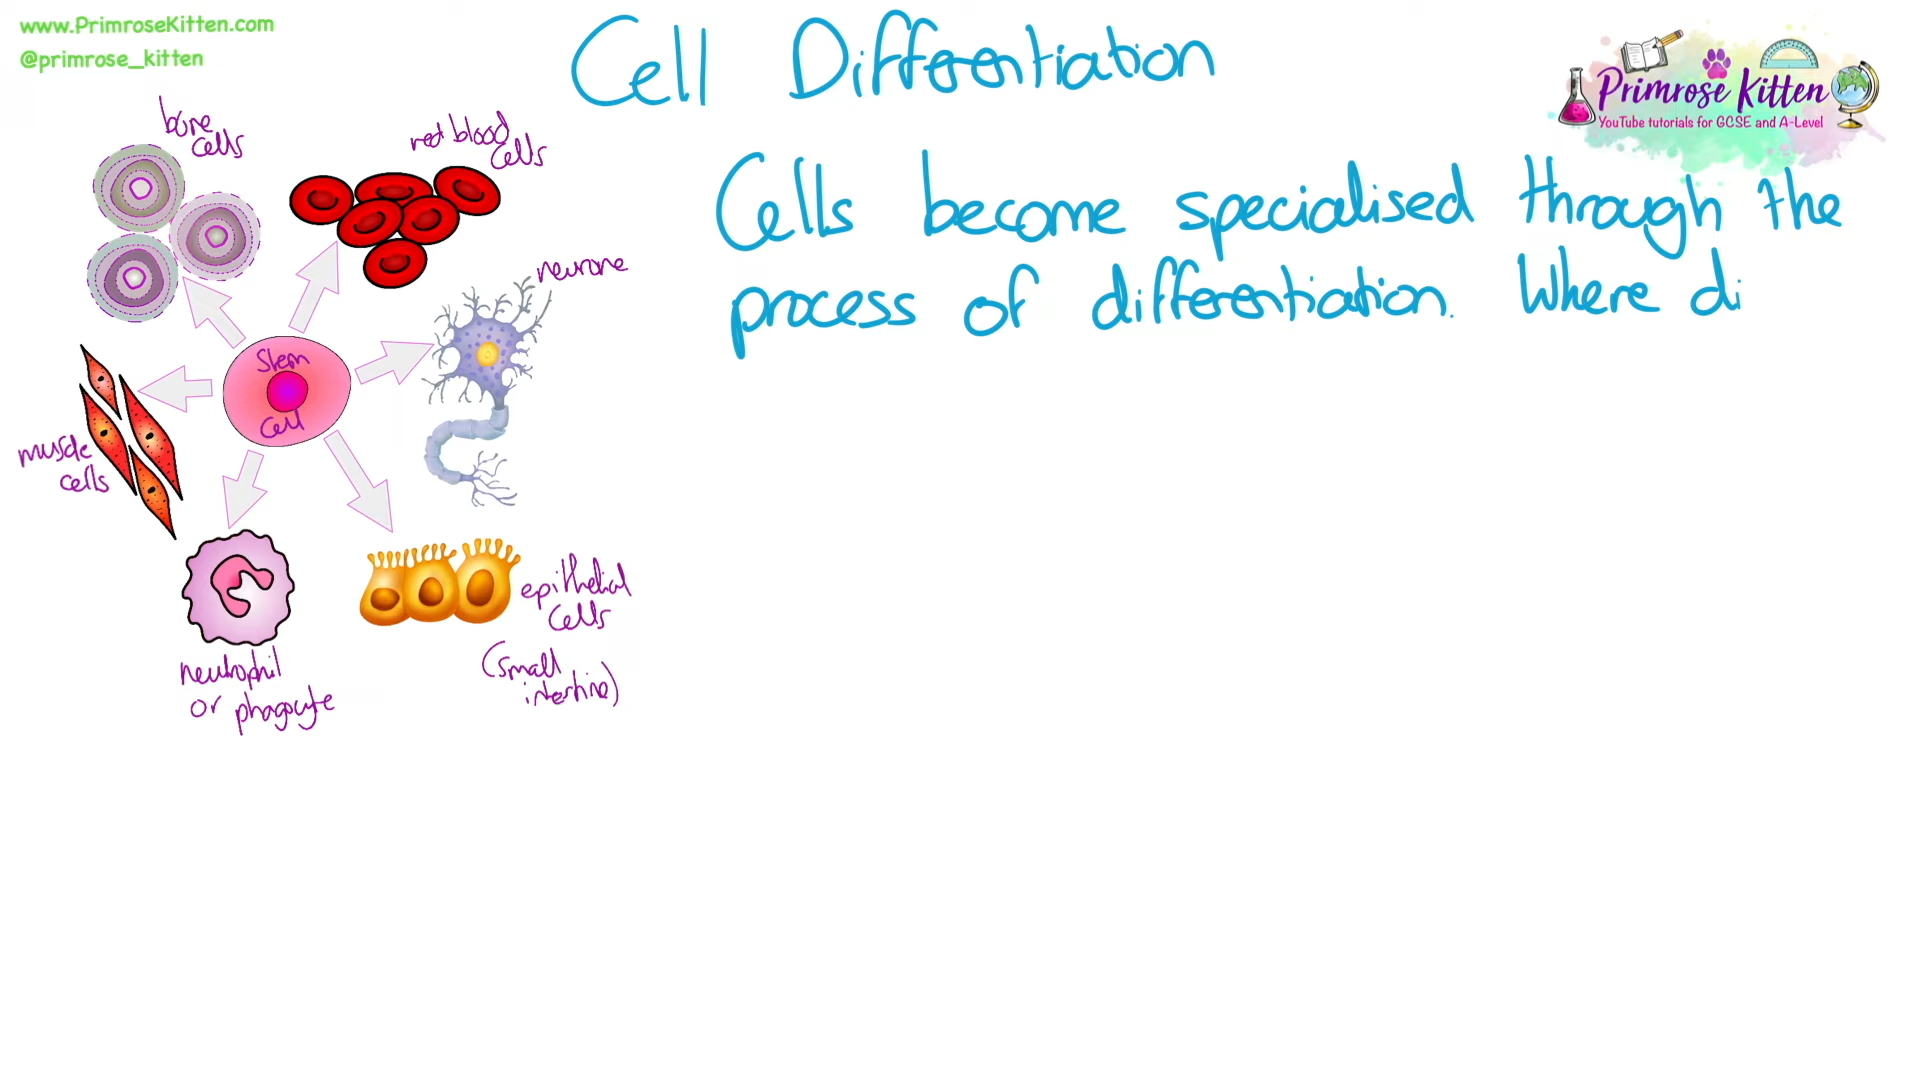 www.PrimroseKitten.com
@primrose_kitten
Cell Differentiation
Primrose Kitten
YouTube tutorials for GCSE and A-Level
bone
cells
red blood
cells
neurone
Stem
Cell
muscle
cells
neutrophil
or phagocyte
epithelial
cells
(small
intestine)
Cells become specialised through the
process of differentiation. Where di